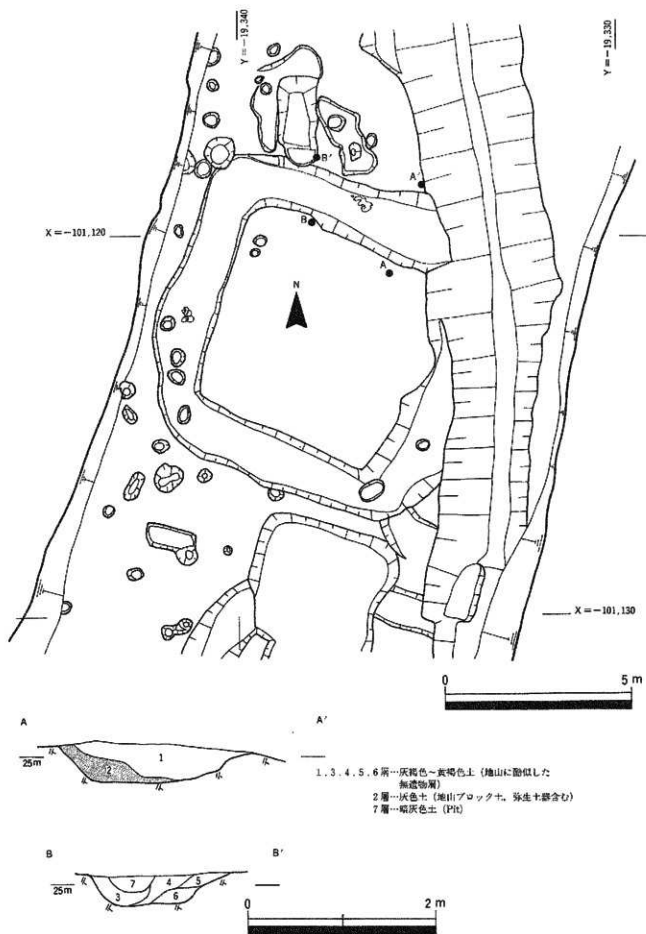 Y=-19,340
Y=-19,330
B'
A'
B
A
X=-101,120
N
X=-101,130
0 5 m
A A'
1
2
25m
1.3.4.5.6層…灰褐色~黄褐色土(地山に酷似した
無遺物層)
2層…灰色土(地山ブロック土、弥生土器含む)
7層…暗灰色土(Pit)
B B'
7 4 5
3 6
25m
0 2 m